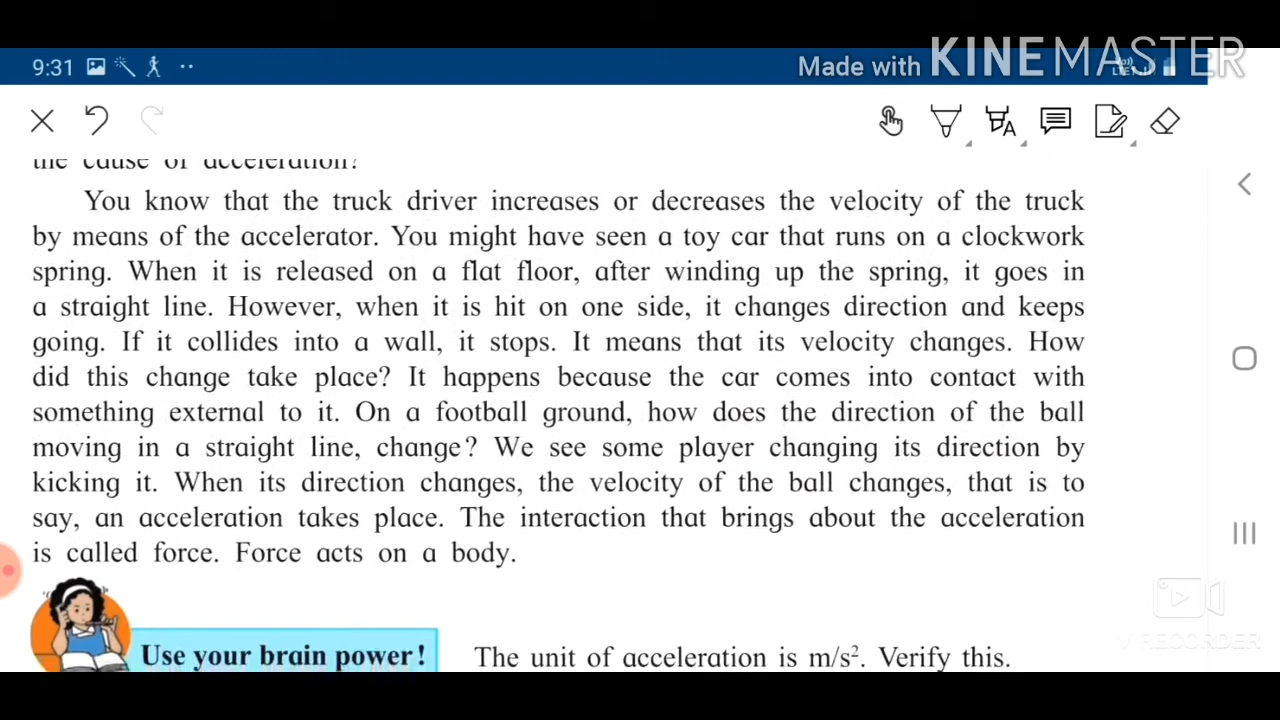 Made with KINEMASTER
9:31
the cause of acceleration?
You know that the truck driver increases or decreases the velocity of the truck
by means of the accelerator. You might have seen a toy car that runs on a clockwork
spring. When it is released on a flat floor, after winding up the spring, it goes in
a straight line. However, when it is hit on one side, it changes direction and keeps
going. If it collides into a wall, it stops. It means that its velocity changes. How
did this change take place? It happens because the car comes into contact with
something external to it. On a football ground, how does the direction of the ball
moving in a straight line, change? We see some player changing its direction by
kicking it. When its direction changes, the velocity of the ball changes, that is to
say, an acceleration takes place. The interaction that brings about the acceleration
is called force. Force acts on a body.
Use your brain power!
The unit of acceleration is m/s². Verify this.
V RECORDER